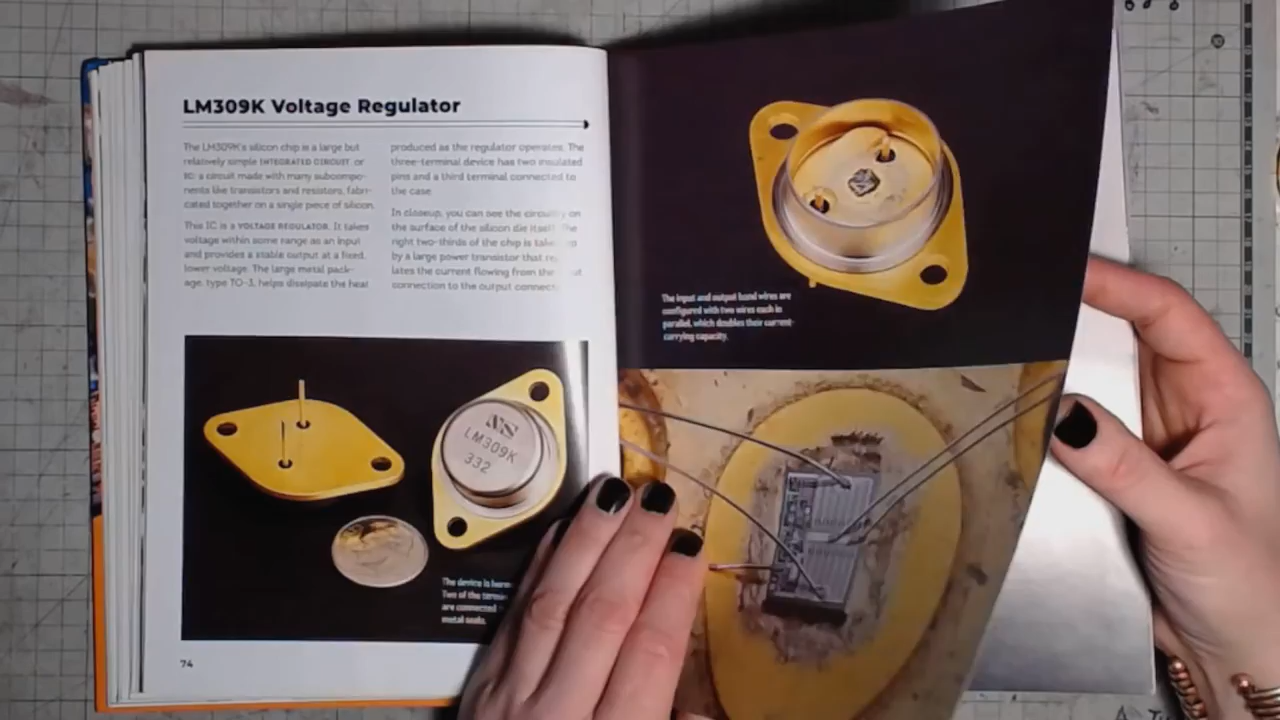 LM309K Voltage Regulator
The LM309K's silicon chip is a large but
relatively simple INTEGRATED CIRCUIT, or
IC: a circuit made with many subcompo-
nents like transistors and resistors, fabri-
cated together on a single piece of silicon.
This IC is a VOLTAGE REGULATOR. It takes
voltage within some range as an input
and provides a stable output at a fixed,
lower voltage. The large metal pack-
age, type TO-3, helps dissipate the heat
produced as the regulator operates. The
three-terminal device has two insulated
pins and a third terminal connected to
the case.
In closeup, you can see the circuitry on
the surface of the silicon die itself. The
right two-thirds of the chip is taken up
by a large power transistor that
lates the current flowing from the
connection to the output
NS
LM309K
332
The device is
Two of the
are connected
metal seals.
74
The input and output bond wires are
configured with two wires each in
parallel, which doubles their current-
carrying capacity.